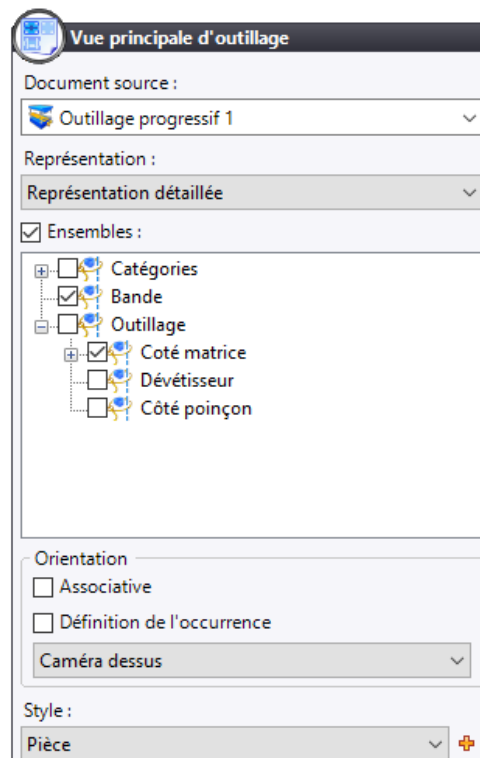 Vue principale d'outillage
Document source :
Outillage progressif 1
Représentation :
Représentation détaillée
Ensembles :
Catégories
Bande
Outillage
Coté matrice
Dévétisseur
Côté poinçon
Orientation
Associative
Définition de l'occurrence
Caméra dessus
Style :
Pièce